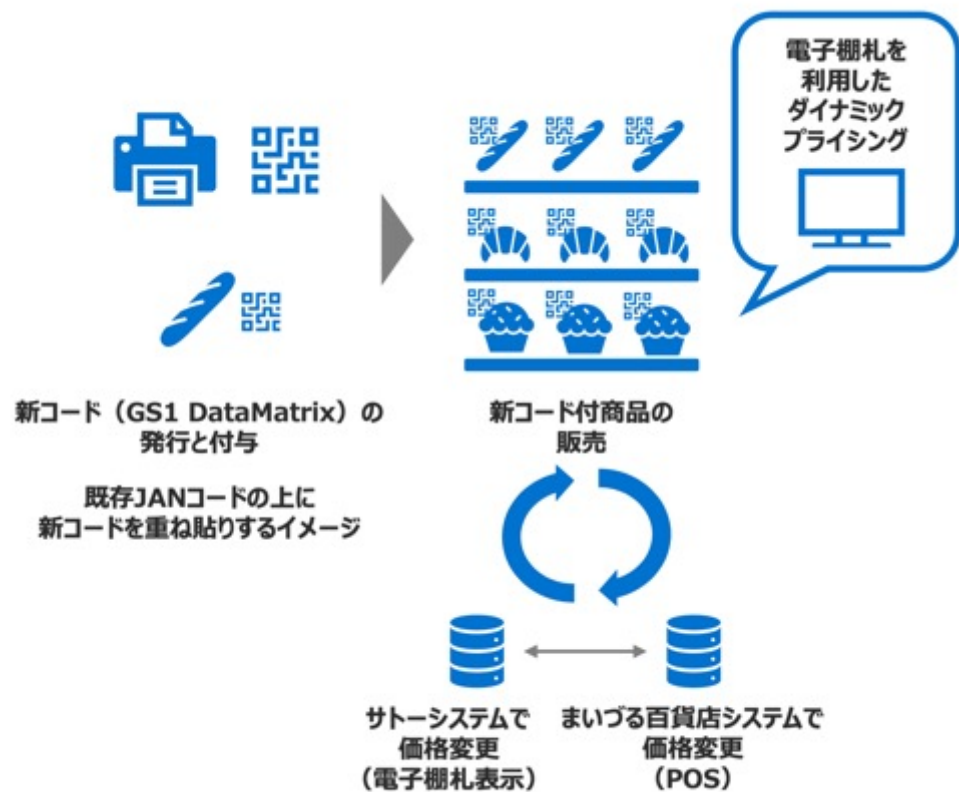 電子棚札を
利用した
ダイナミック
プライシング
新コード（GS1 DataMatrix）の
発行と付与
既存JANコードの上に
新コードを重ね貼りするイメージ
新コード付商品の
販売
サトーシステムで
価格変更
（電子棚札表示）
まいづる百貨店システムで
価格変更
（POS）